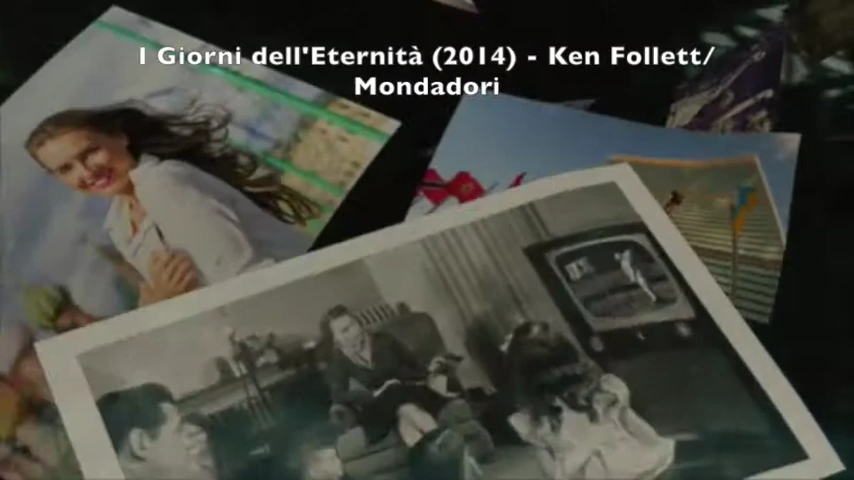 I Giorni dell'Eternità (2014) - Ken Follett/
Mondadori